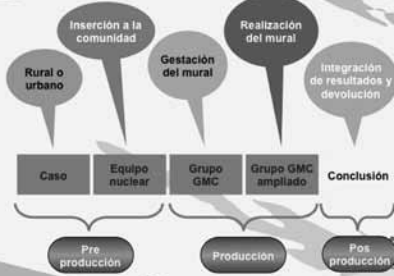 Inserción a la
comunidad
Realización
del mural
Rural o
urbano
Gestación
del mural
Integración
de resultados y
devolución
Caso
Equipo
nuclear
Grupo
GMC
Grupo GMC
ampliado
Conclusión
Pre
producción
Producción
Pos
producción